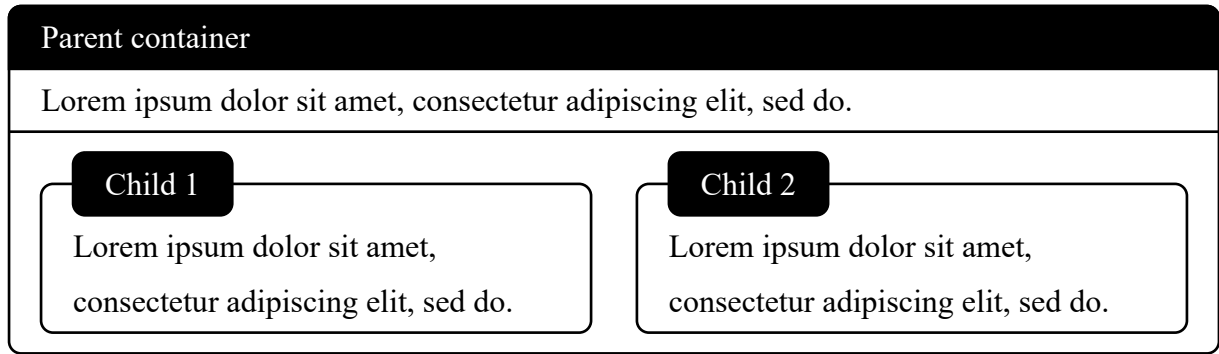 Parent container
Lorem ipsum dolor sit amet, consectetur adipiscing elit, sed do.
Child 1
Lorem ipsum dolor sit amet,
consectetur adipiscing elit, sed do.
Child 2
Lorem ipsum dolor sit amet,
consectetur adipiscing elit, sed do.